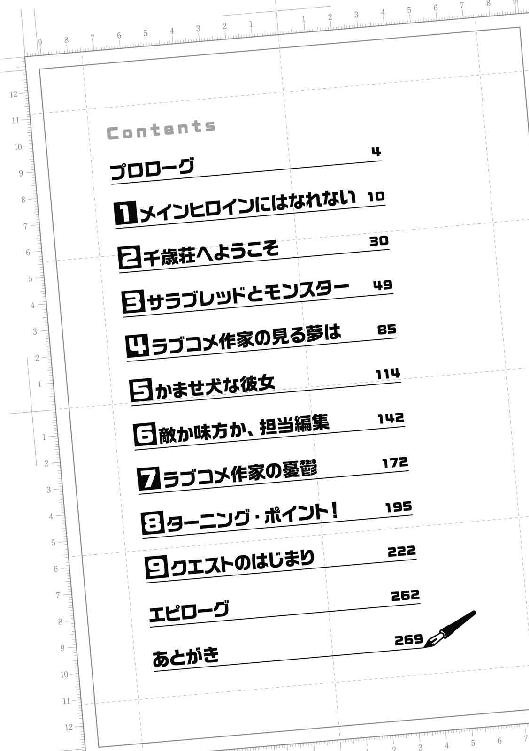 Contents
プロローグ 4
1 メインヒロインにはなれない 10
2 千歳荘へようこそ 30
3 サラブレッドとモンスター 49
4 ラブコメ作家の見る夢は 85
5 かませ犬な彼女 114
6 敵か味方か、担当編集 142
7 ラブコメ作家の憂鬱 172
8 ターニング・ポイント! 195
9 クエストのはじまり 222
エピローグ 262
あとがき 269